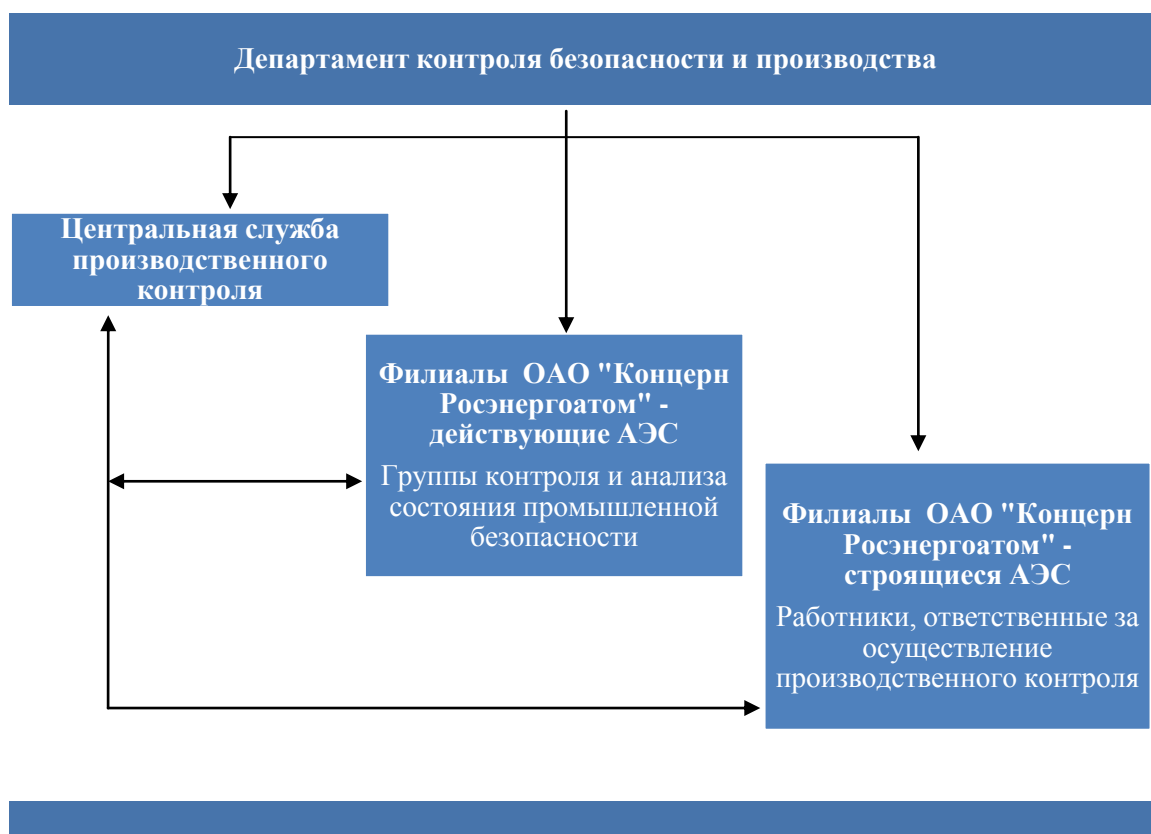 Департамент контроля безопасности и производства
Центральная служба
производственного
контроля
Филиалы ОАО "Концерн
Росэнергоатом" -
действующие АЭС
Группы контроля и анализа
состояния промышленной
безопасности
Филиалы ОАО "Концерн
Росэнергоатом" -
строящиеся АЭС
Работники, ответственные за
осуществление
производственного контроля